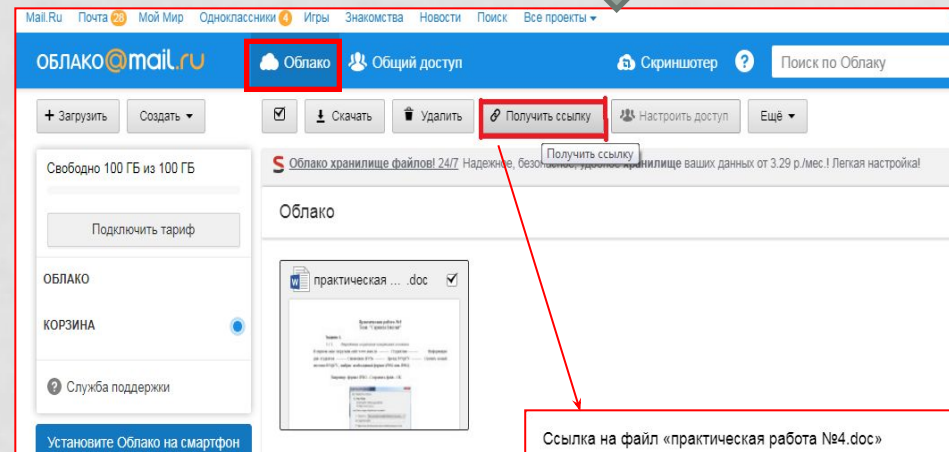 Mail.Ru Почта 28 Мой Мир Одноклассники 4 Игры Знакомства Новости Поиск Все проекты
ОБЛАКО@mail.ru Облако Общий доступ Скриншотер ? Поиск по Облаку
+ Загрузить Создать Скачать Удалить Получить ссылку Настроить доступ Ещё
Получить ссылку
Свободно 100 ГБ из 100 ГБ
Облако хранилище файлов! 24/7 Надежное, безопасное, удобное хранилище ваших данных от 3.29 р./мес.! Легкая настройка!
Облако
Подключить тариф
ОБЛАКО
практическая ... .doc
КОРЗИНА
? Служба поддержки
Установите Облако на смартфон
Ссылка на файл «практическая работа №4.doc»